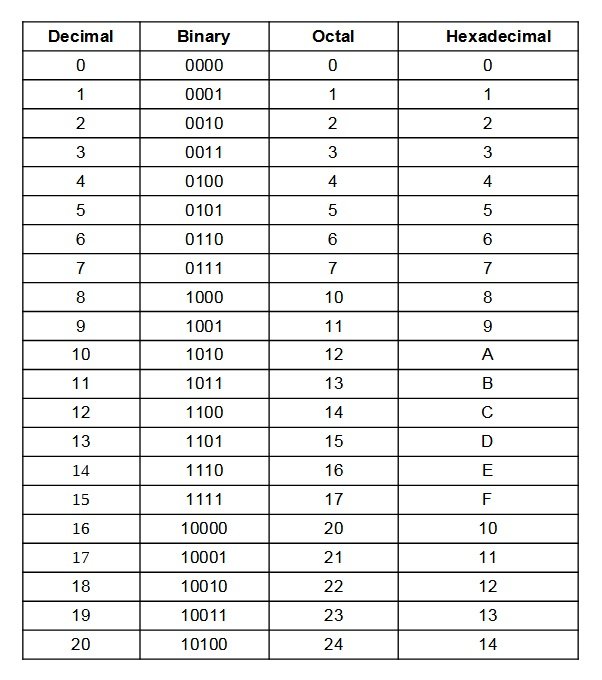 Decimal Binary Octal Hexadecimal
0 0000 0 0
1 0001 1 1
2 0010 2 2
3 0011 3 3
4 0100 4 4
5 0101 5 5
6 0110 6 6
7 0111 7 7
8 1000 10 8
9 1001 11 9
10 1010 12 A
11 1011 13 B
12 1100 14 C
13 1101 15 D
14 1110 16 E
15 1111 17 F
16 10000 20 10
17 10001 21 11
18 10010 22 12
19 10011 23 13
20 10100 24 14